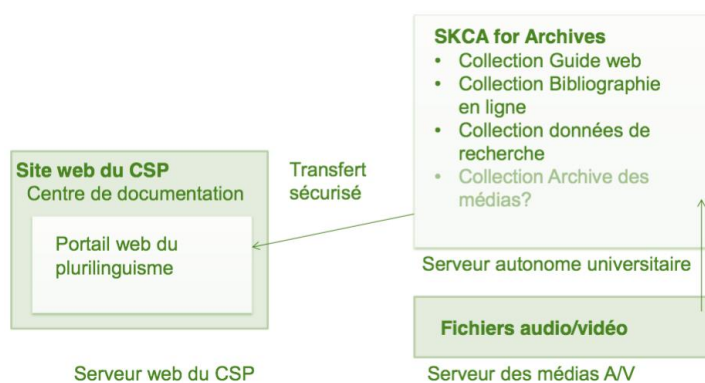 SKCA for Archives
• Collection Guide web
• Collection Bibliographie
en ligne
• Collection données de
recherche
• Collection Archive des
médias?
Site web du CSP
Centre de documentation
Transfert
sécurisé
Portail web du
plurilinguisme
Serveur autonome universitaire
Fichiers audio/vidéo
Serveur web du CSP
Serveur des médias A/V